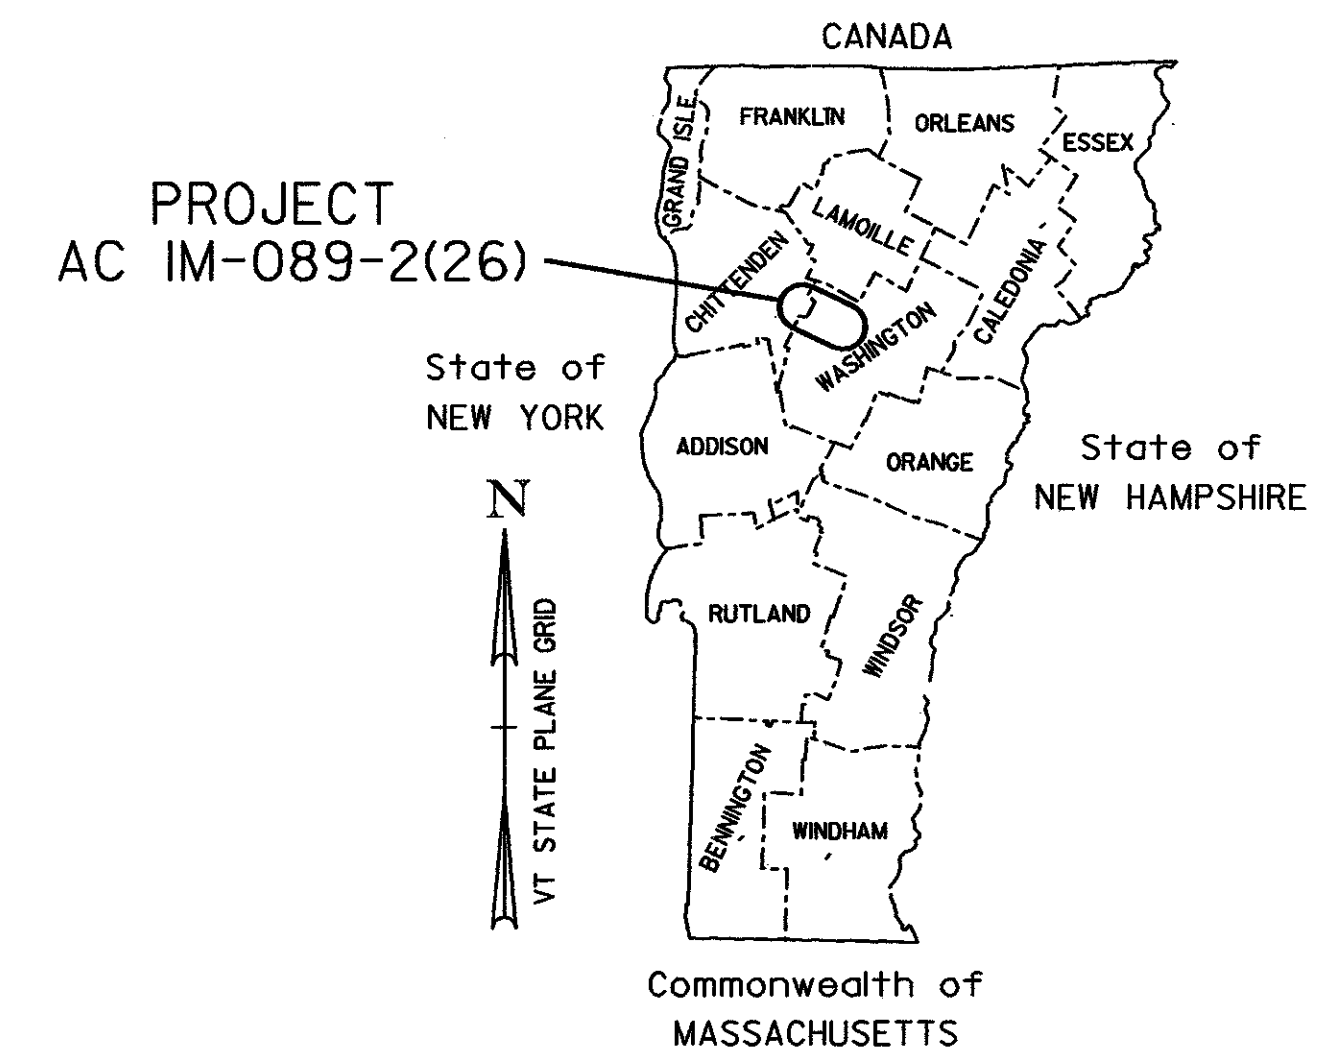 CANADA
FRANKLIN
ORLEANS
ESSEX
GRAND ISLE
PROJECT
AC IM-089-2(26)
LAMOILLE
CHITTENDEN
CALEDONIA
WASHINGTON
State of
NEW YORK
ADDISON
ORANGE
State of
NEW HAMPSHIRE
N
VT STATE PLANE GRID
RUTLAND
WINDSOR
BENNINGTON
WINDHAM
Commonwealth of
MASSACHUSETTS